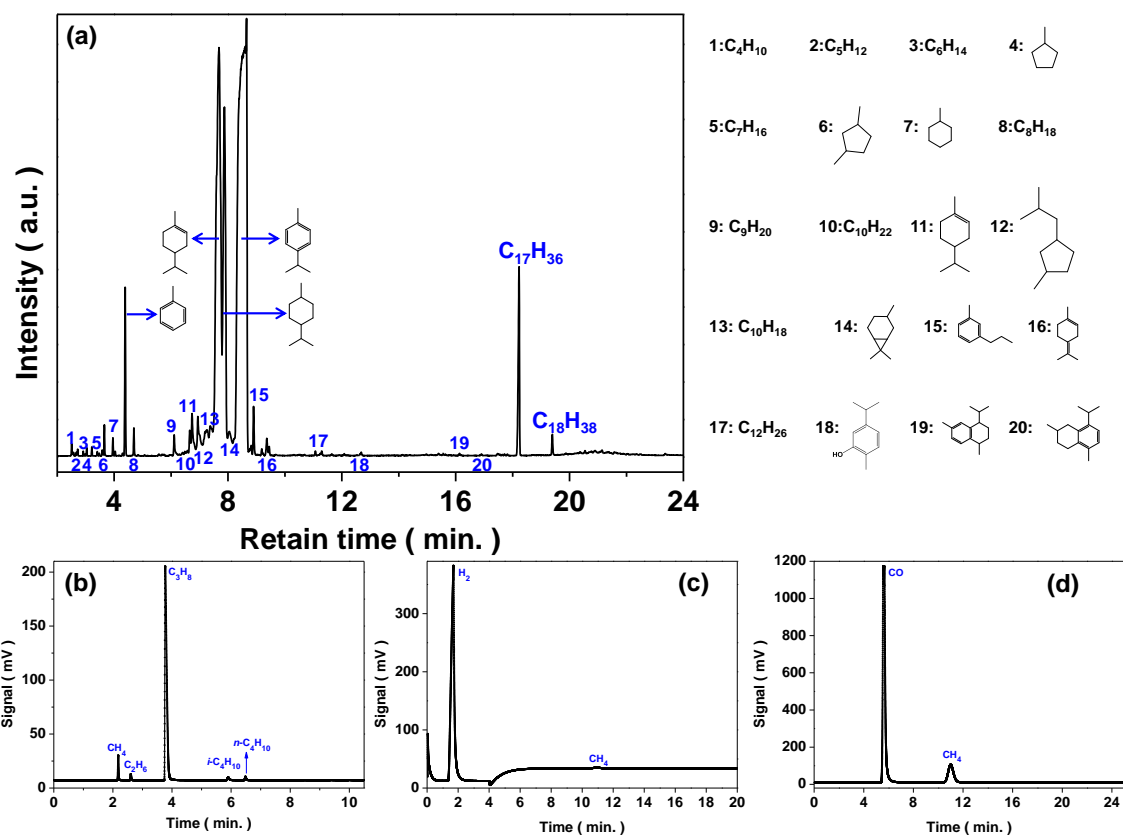 (a)
Intensity ( a.u. )
C₁₇H₃₆
C₁₈H₃₈
1 2 4 3 5 6 7 8 9 10 11 12 13 14 15 16 17 18 19 20
4 8 12 16 20 24
Retain time ( min. )
1:C₄H₁₀ 2:C₅H₁₂ 3:C₆H₁₄ 4:
5:C₇H₁₆ 6: 7: 8:C₈H₁₈
9: C₉H₂₀ 10:C₁₀H₂₂ 11: 12:
13: C₁₀H₁₈ 14: 15: 16:
17: C₁₂H₂₆ 18: 19: 20:
HO
(b)
Signal ( mV )
200
150
100
50
0
C₃H₈
CH₄
C₂H₆
i-C₄H₁₀
n-C₄H₁₀
0 2 4 6 8 10
Time ( min. )
(c)
Signal ( mV )
300
200
100
0
H₂
CH₄
0 2 4 6 8 10 12 14 16 18 20
Time ( min. )
(d)
Signal ( mV )
1200
1000
800
600
400
200
0
CO
CH₄
0 4 8 12 16 20 24
Time ( min. )